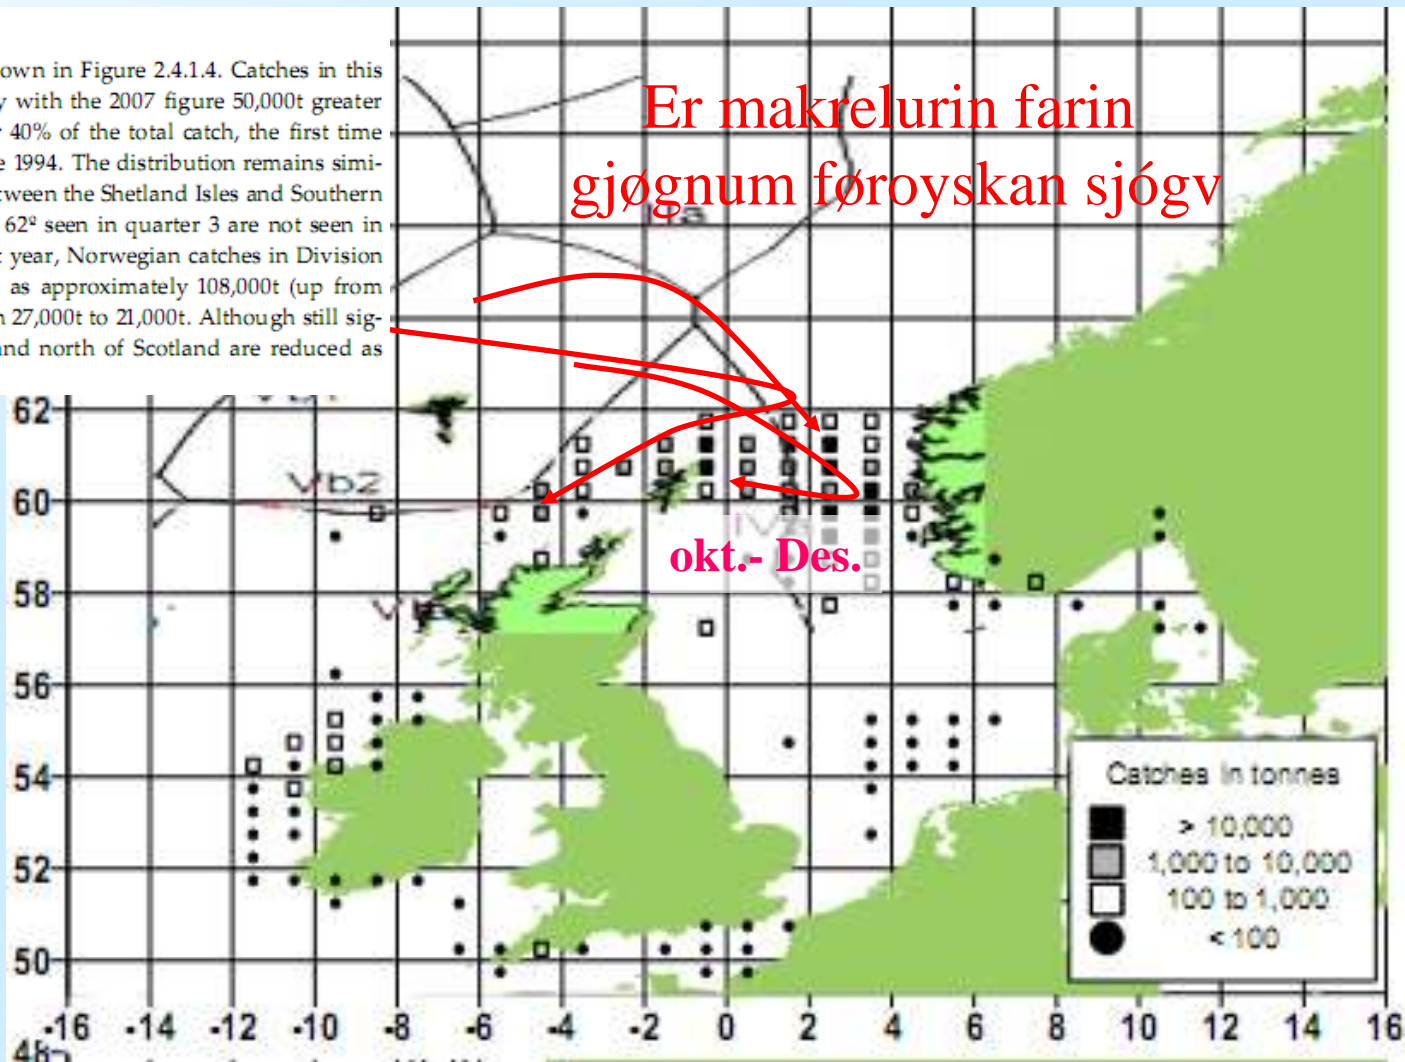 own in Figure 2.4.1.4. Catches in this
y with the 2007 figure 50,000t greater
40% of the total catch, the first time
e 1994. The distribution remains simi-
etween the Shetland Isles and Southern
62º seen in quarter 3 are not seen in
t year, Norwegian catches in Division
as approximately 108,000t (up from
n 27,000t to 21,000t. Although still sig-
and north of Scotland are reduced as
Er makrelurin farin
gjøgnum føroyskan sjógv
IIa
62
Vb2
60
okt.- Des.
58
56
54
52
50
Catches in tonnes
> 10,000
1,000 to 10,000
100 to 1,000
< 100
-16 -14 -12 -10 -8 -6 -4 -2 0 2 4 6 8 10 12 14 16